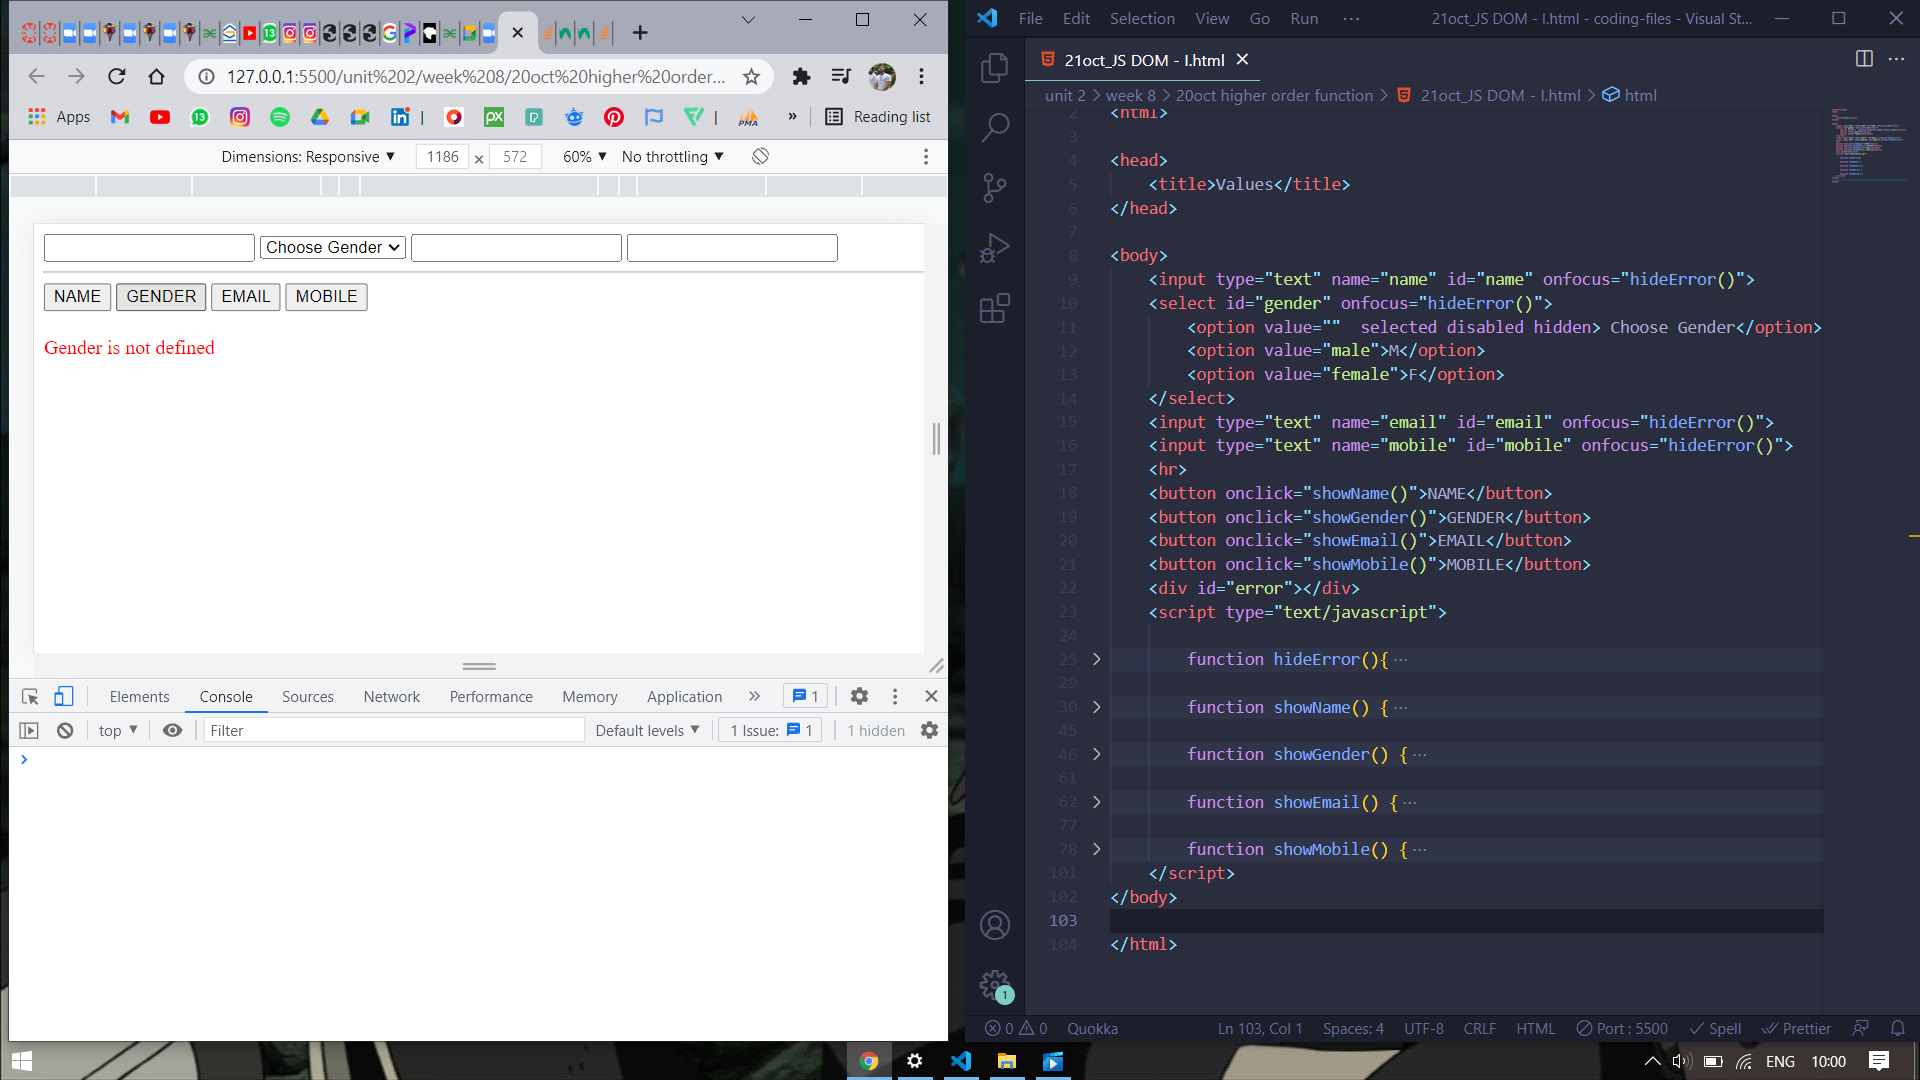 127.0.0.1:5500/unit%202/week%208/20oct%20higher%20order...
Apps
Reading list
Dimensions: Responsive ▼ 1186 × 572 60% ▼ No throttling ▼
Choose Gender
NAME GENDER EMAIL MOBILE
Gender is not defined
Elements Console Sources Network Performance Memory Application » 1
top ▼ Filter Default levels ▼ 1 Issue: 1 1 hidden
File Edit Selection View Go Run ··· 21oct_JS DOM - I.html - coding-files - Visual St...
21oct_JS DOM - I.html
unit 2 > week 8 > 20oct higher order function > 21oct_JS DOM - I.html > html
2 <html>
3
4 <head>
5 <title>Values</title>
6 </head>
7
8 <body>
9 <input type="text" name="name" id="name" onfocus="hideError()">
10 <select id="gender" onfocus="hideError()">
11 <option value=""  selected disabled hidden> Choose Gender</option>
12 <option value="male">M</option>
13 <option value="female">F</option>
14 </select>
15 <input type="text" name="email" id="email" onfocus="hideError()">
16 <input type="text" name="mobile" id="mobile" onfocus="hideError()">
17 <hr>
18 <button onclick="showName()">NAME</button>
19 <button onclick="showGender()">GENDER</button>
20 <button onclick="showEmail()">EMAIL</button>
21 <button onclick="showMobile()">MOBILE</button>
22 <div id="error"></div>
23 <script type="text/javascript">
24
25 function hideError(){ ···
29
30 function showName() { ···
45
46 function showGender() { ···
61
62 function showEmail() { ···
77
78 function showMobile() { ···
101 </script>
102 </body>
103
104 </html>
1
0 0 Quokka Ln 103, Col 1 Spaces: 4 UTF-8 CRLF HTML Port : 5500 Spell Prettier
ENG 10:00